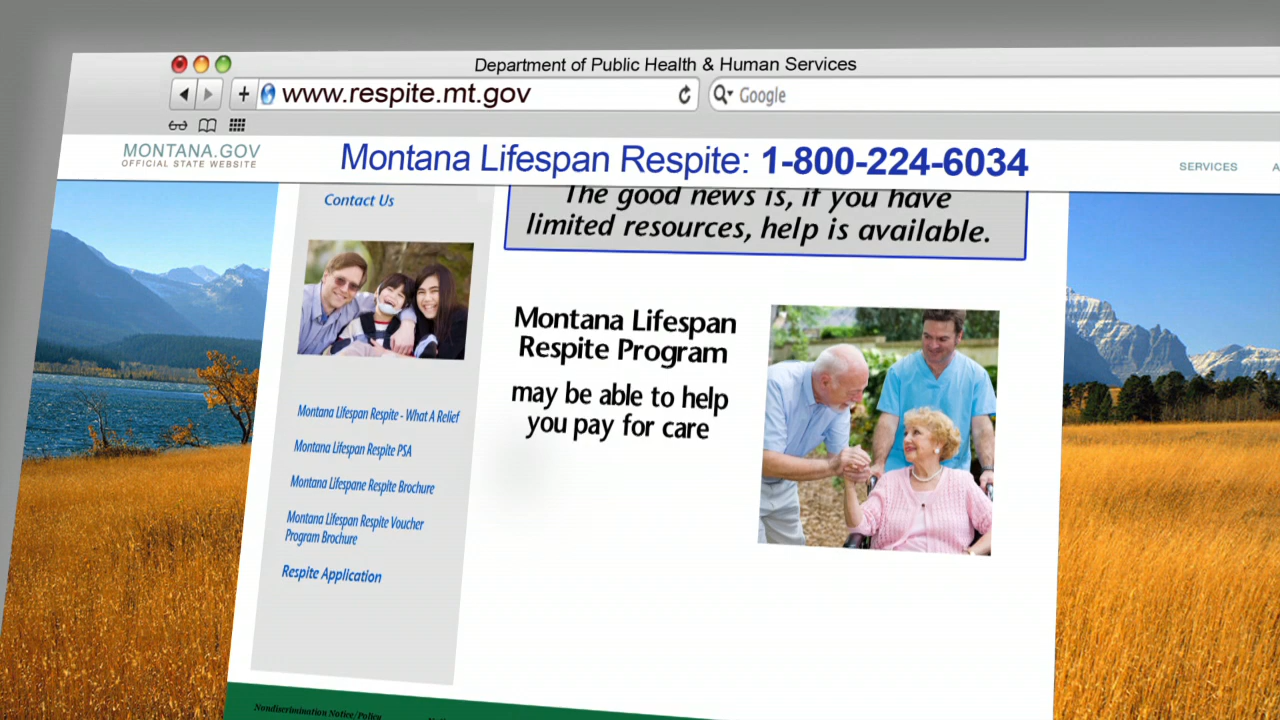 Department of Public Health & Human Services
www.respite.mt.gov
Google
MONTANA.GOV
OFFICIAL STATE WEBSITE
Montana Lifespan Respite: 1-800-224-6034
SERVICES
Contact Us
The good news is, if you have
limited resources, help is available.
Montana Lifespan
Respite Program
may be able to help
you pay for care
Montana Lifespan Respite - What A Relief
Montana Lifespan Respite PSA
Montana Lifespane Respite Brochure
Montana Lifespan Respite Voucher
Program Brochure
Respite Application
Nondiscrimination Notice/Policy